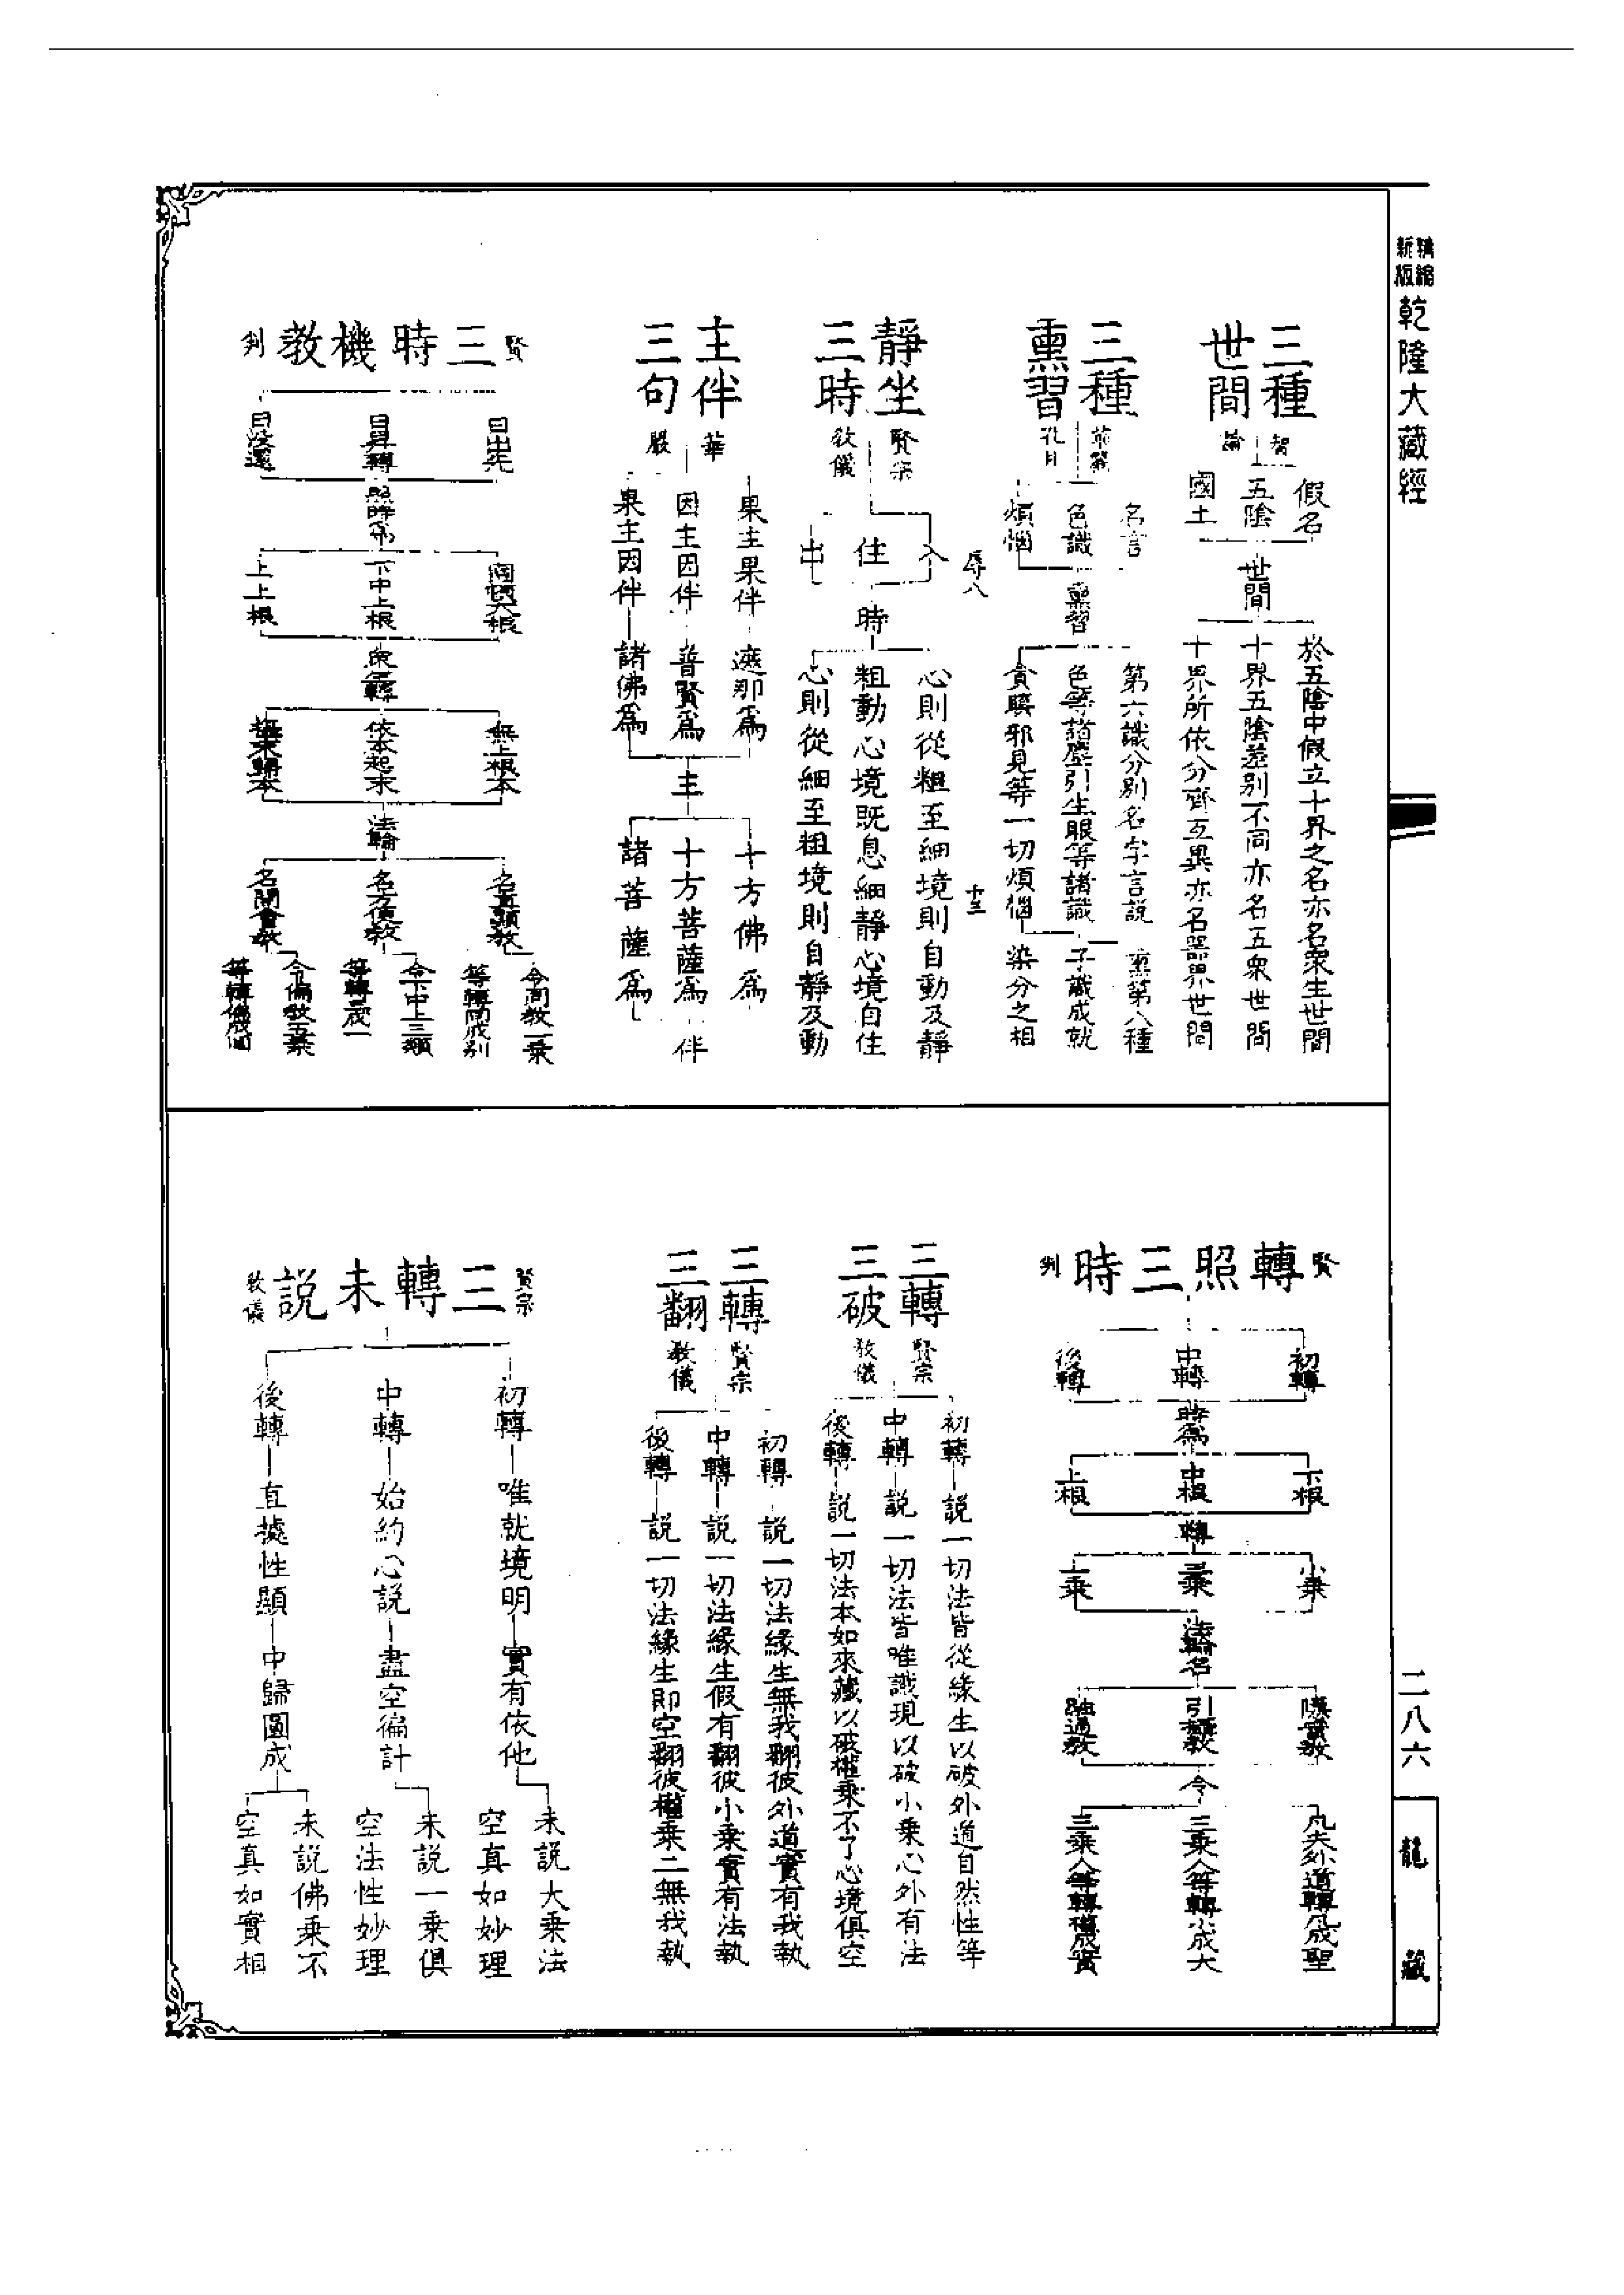 精縮新版
乾隆大藏經
三種世間
智論
假名
五陰
國土
世間
於五陰中假立十界之名亦名衆生世間
十界五陰差別不同亦名五衆世間
十界所依分齊互異亦名器界世間
三種熏習
孔目
名言
色識
煩惱
熏習
第六識分別名字言說
熏第八種
色等諸塵引生眼等諸識
子識成就
貪瞋邪見等一切煩惱
染分之相
辱八
十三
靜坐三時
賢宗教儀
入
住
出
時
心則從粗至細境則自動及靜
粗動心境既息細靜心境自住
心則從細至粗境則自靜及動
主伴三句
華嚴
果主果伴
遮那爲
因主因伴
普賢爲
果主因伴
諸佛爲
主
十方佛爲
十方菩薩爲
諸菩薩爲
伴
賢
三時機教
判
日出先
日昇轉
日沒還
照時爲
圓頓大根
下中上根
上上根
衆轉
無上根本
依本起末
攝末歸本
法輪
名直顯教
名方便教
名開會教
令同教一乘
等轉同成別
令下中上三類
等轉三成一
令偏教五乘
等轉偏成圓
賢
轉照三時
判
初轉
中轉
後轉
時爲
下根
中根
上根
轉
小乘
三乘
一乘
法輪名
隱實教
引攝教
融通教
令
凡夫外道轉凡成聖
三乘人等轉小成大
三乘人等轉權成實
三轉三破
賢宗教儀
初轉
說一切法皆從緣生以破外道自然性等
中轉
說一切法皆唯識現以破小乘心外有法
後轉
說一切法本如來藏以破權乘不了心境俱空
三轉三翻
賢宗教儀
初轉
說一切法緣生無我翻彼外道實有我執
中轉
說一切法緣生假有翻彼小乘實有法執
後轉
說一切法緣生即空翻彼權乘二無我執
賢宗
三轉未說
教儀
初轉
唯就境明
實有依他
未說大乘法
空真如妙理
中轉
始約心說
盡空徧計
未說一乘俱
空法性妙理
後轉
直據性顯
中歸圓成
未說佛乘不
空真如實相
二八六
龍藏